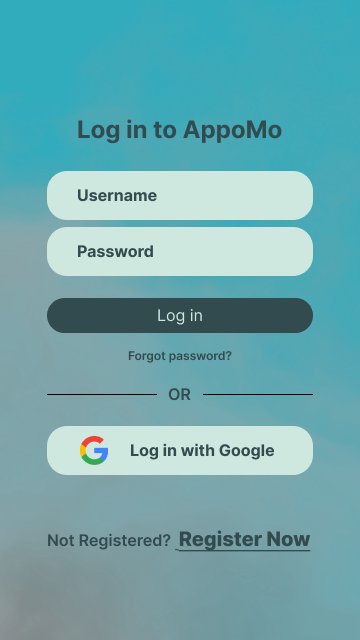 Log in to AppoMo
Username
Password
Log in
Forgot password?
OR
Log in with Google
Not Registered? Register Now